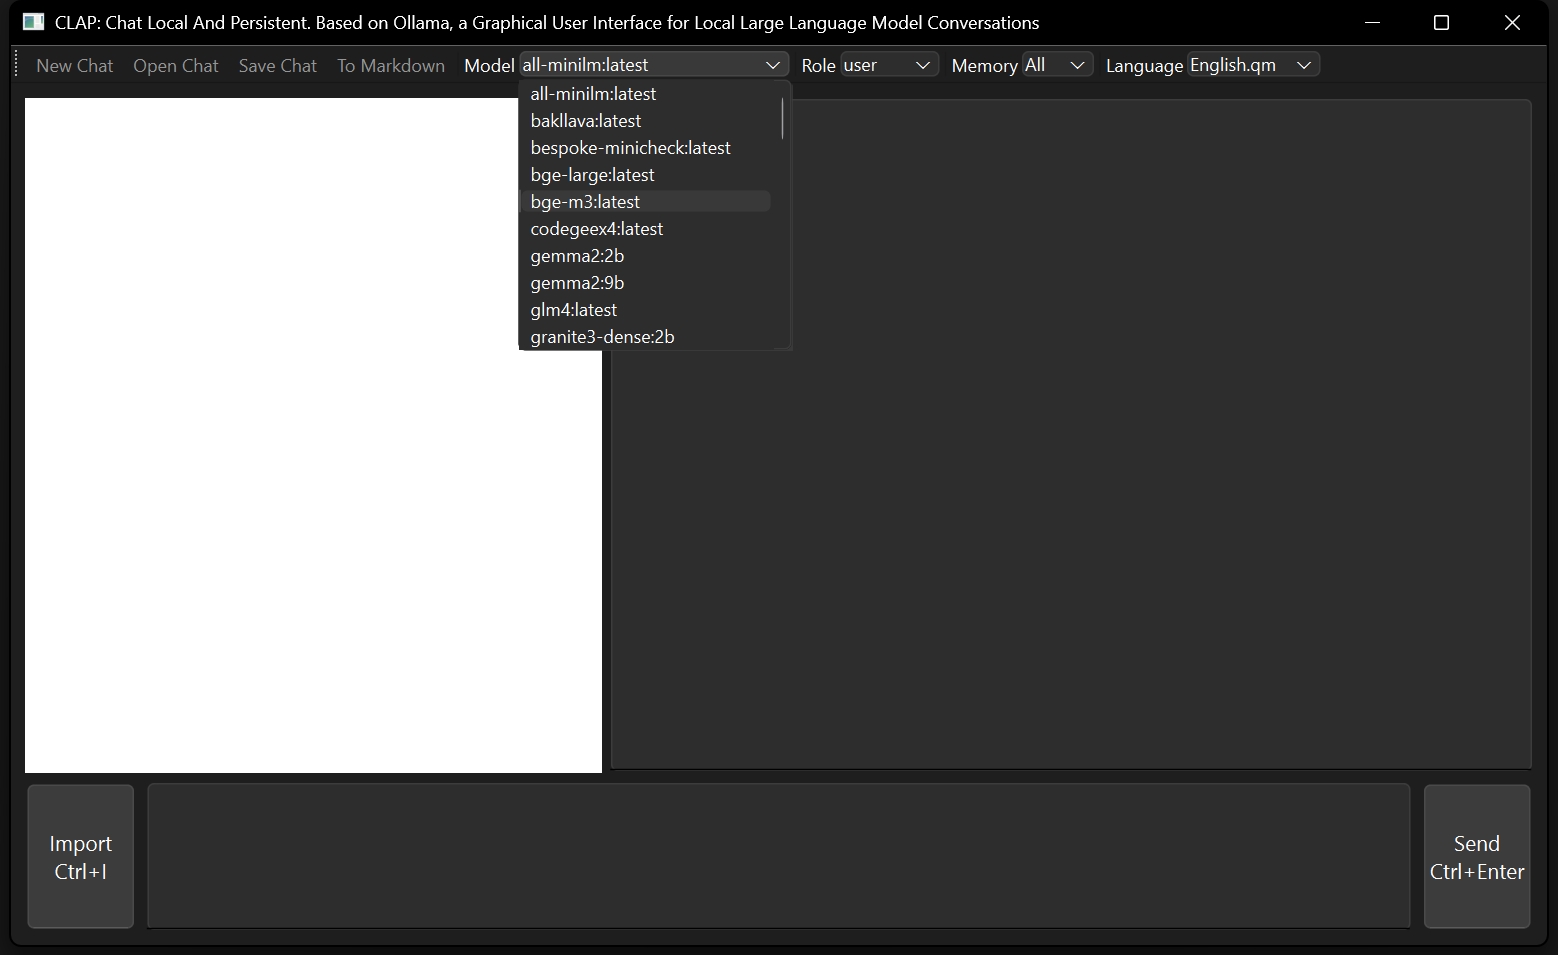 CLAP: Chat Local And Persistent. Based on Ollama, a Graphical User Interface for Local Large Language Model Conversations
New Chat Open Chat Save Chat To Markdown Model all-minilm:latest Role user Memory All Language English.qm
all-minilm:latest
bakllava:latest
bespoke-minicheck:latest
bge-large:latest
bge-m3:latest
codegeex4:latest
gemma2:2b
gemma2:9b
glm4:latest
granite3-dense:2b
Import
Ctrl+I
Send
Ctrl+Enter